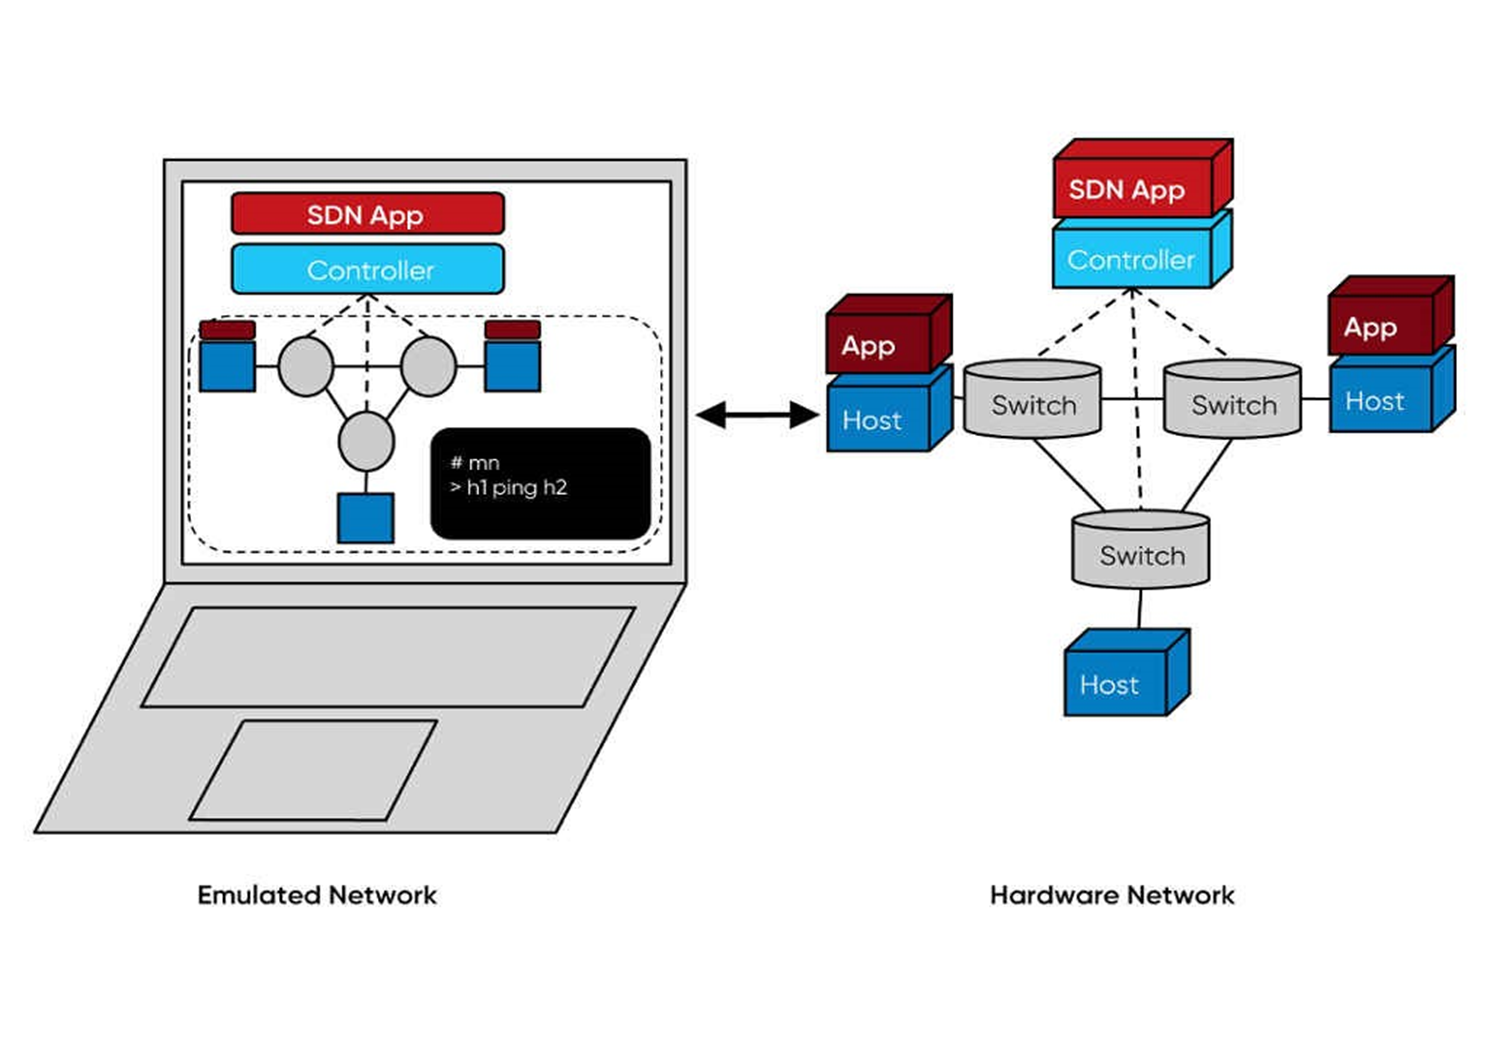 SDN App
Controller
# mn
> h1 ping h2
SDN App
Controller
App
Host
Switch
Switch
App
Host
Switch
Host
Emulated Network
Hardware Network